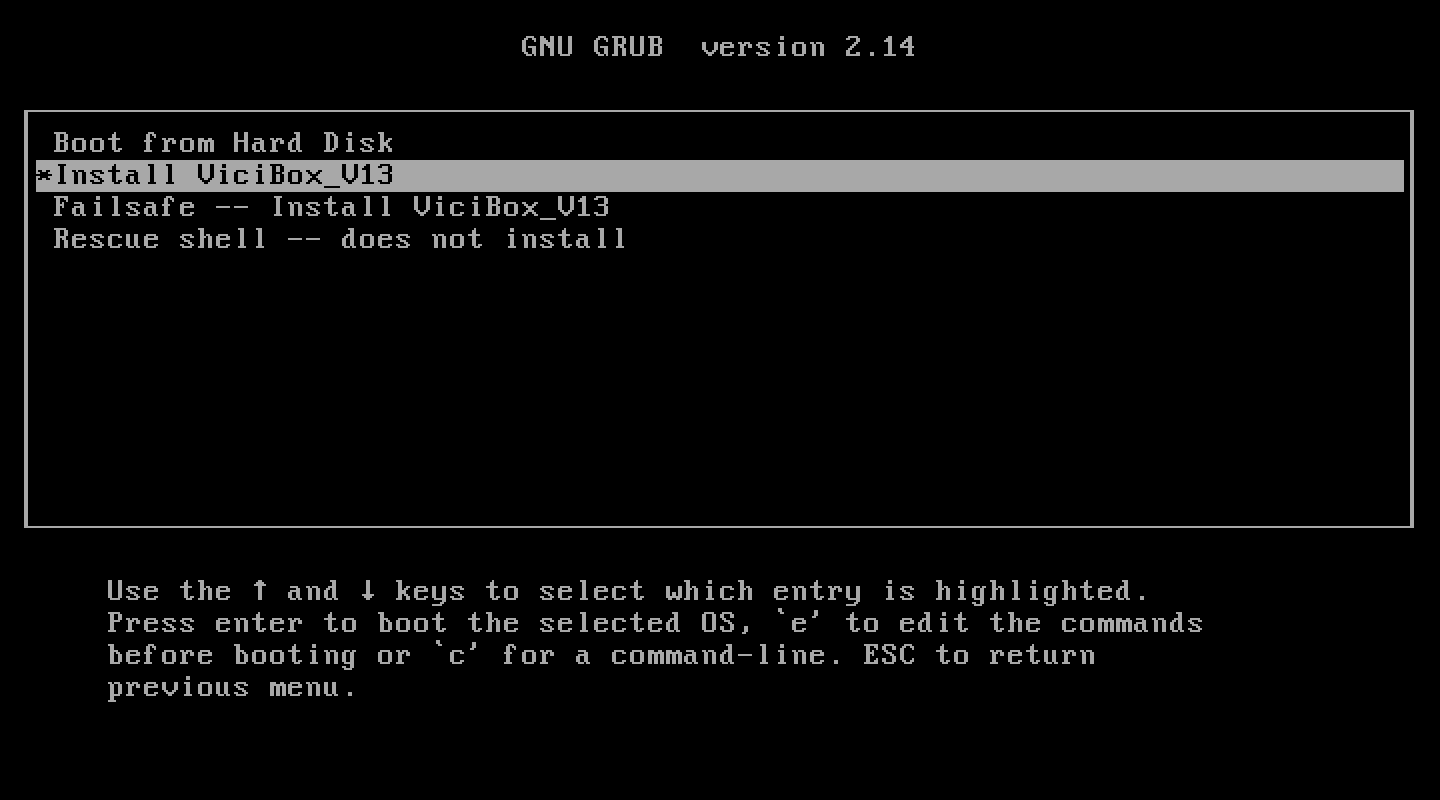 GNU GRUB  version 2.14
Boot from Hard Disk
*Install ViciBox_V13
Failsafe -- Install ViciBox_V13
Rescue shell -- does not install
Use the ↑ and ↓ keys to select which entry is highlighted.
Press enter to boot the selected OS, `e' to edit the commands
before booting or `c' for a command-line. ESC to return
previous menu.